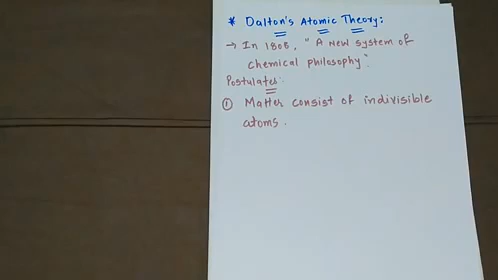 * Dalton's Atomic Theory:
→ In 1808, "A new system of
chemical philosophy".
Postulates:
① Matter consist of indivisible
atoms.